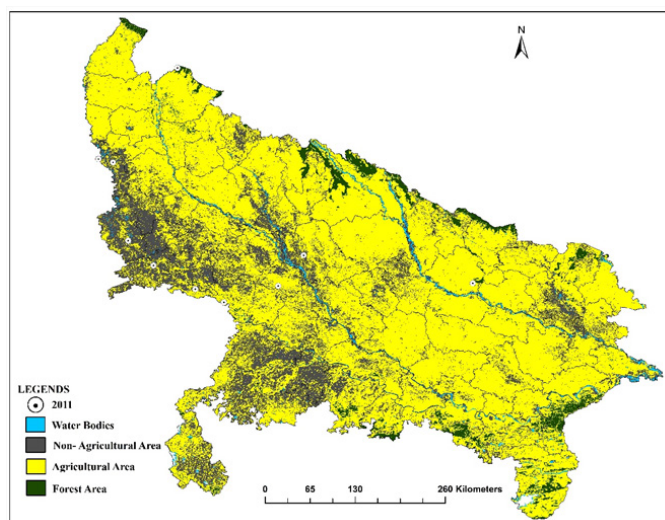 N
LEGENDS
2011
Water Bodies
Non- Agricultural Area
Agricultural Area
Forest Area
0 65 130 260 Kilometers